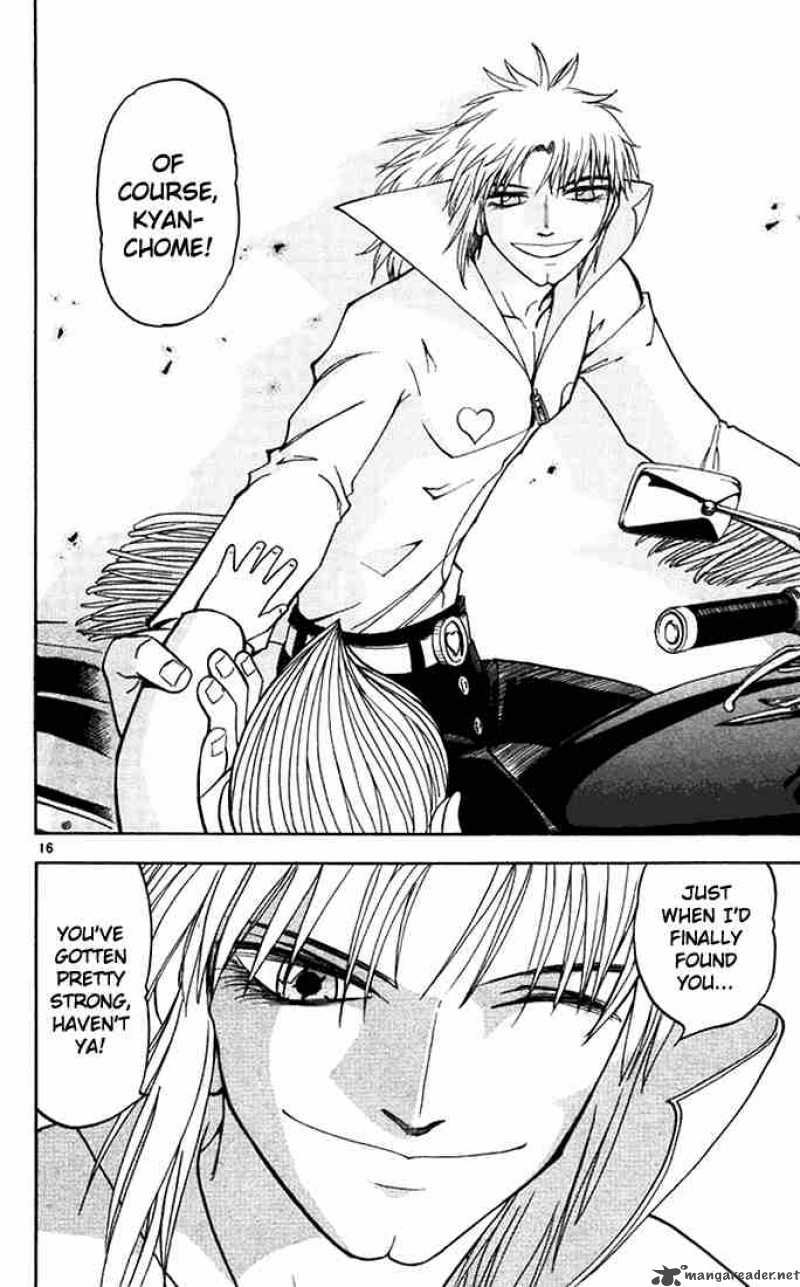 OF
COURSE,
KYAN-
CHOME!
16
JUST
WHEN I'D
FINALLY
FOUND
YOU...
YOU'VE
GOTTEN
PRETTY
STRONG,
HAVEN'T
YA!
mangareader.net